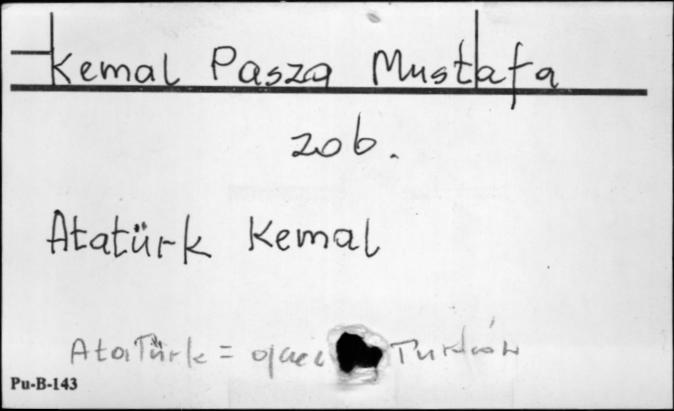 Kemal Pasza Mustafa
zob.
Atatürk Kemal
Atatürk = ojciec Turków
Pu-B-143